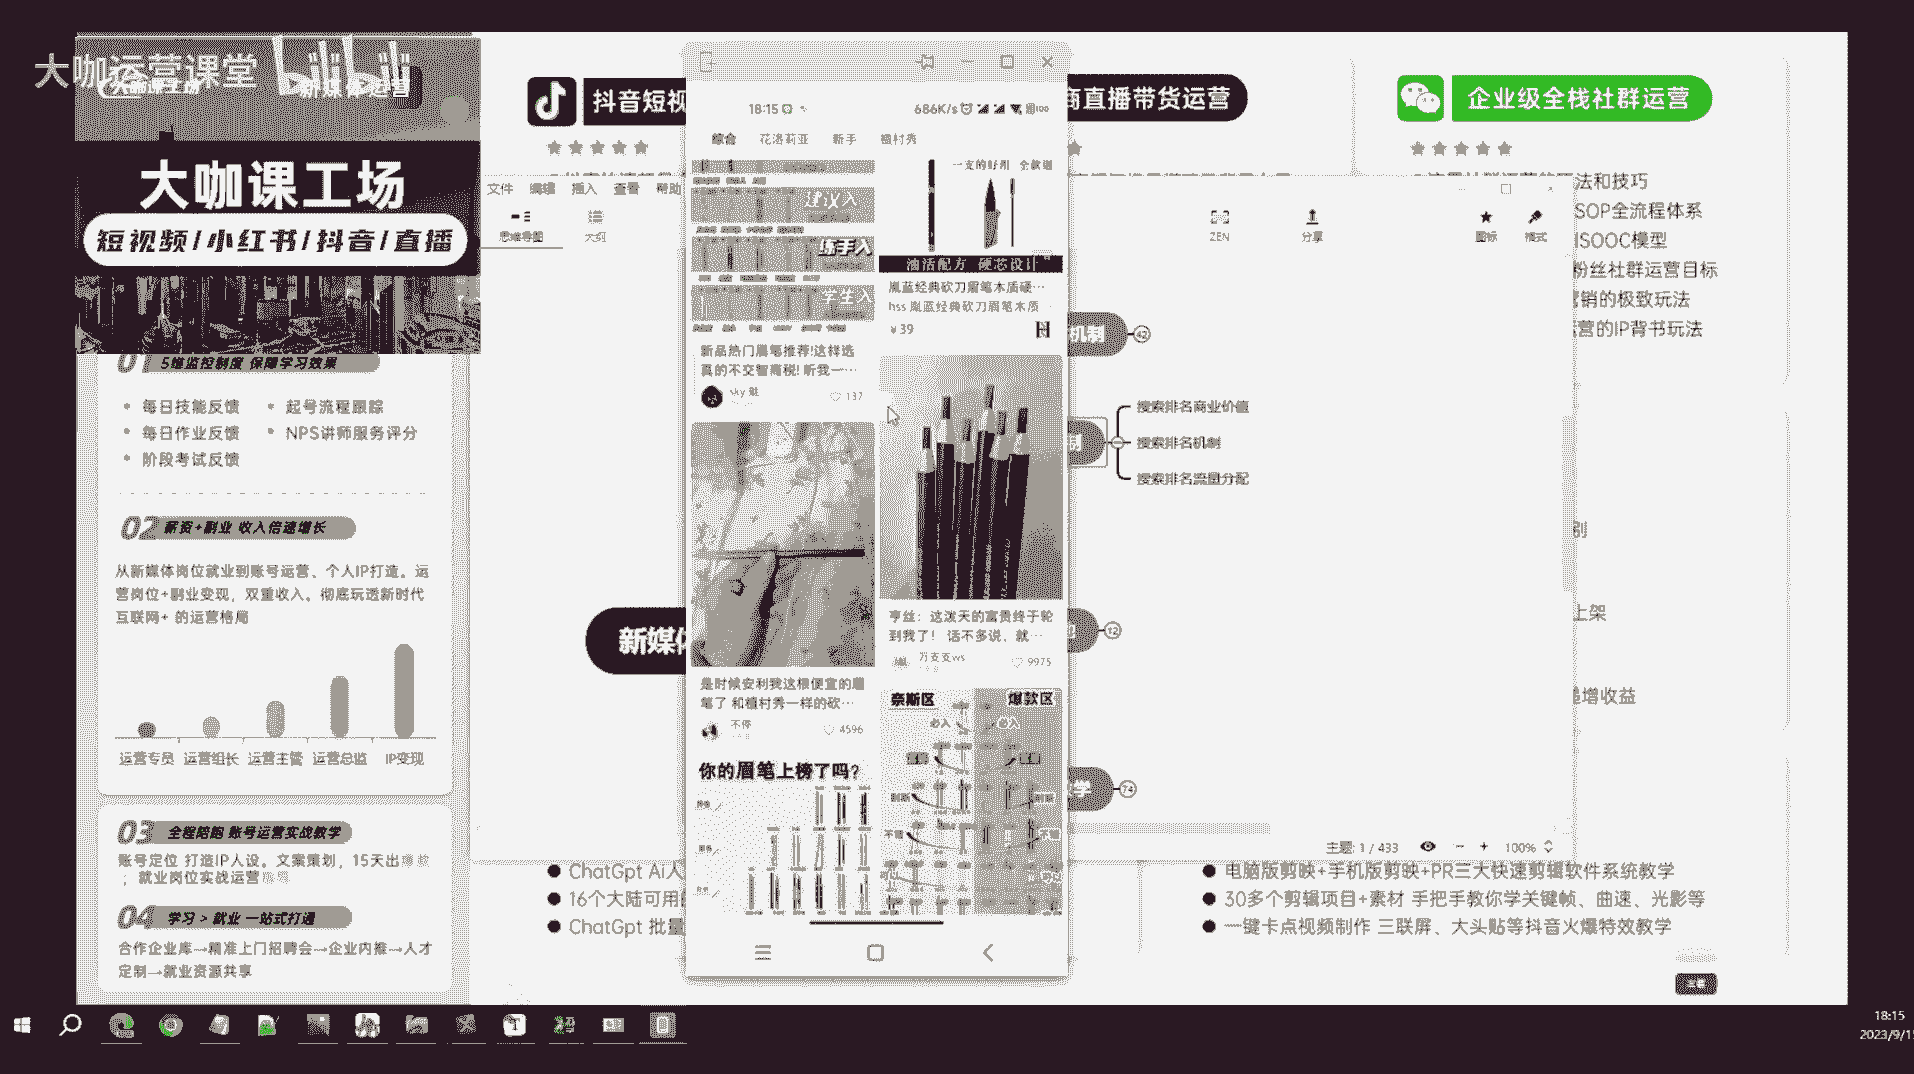 大咖运营课堂
bilibili
新媒体运营
大咖课工场
短视频/小红书/抖音/直播
01 5维监控制度 保障学习效果
每日技能反馈
起号流程跟踪
每日作业反馈
NPS讲师服务评分
阶段考试反馈
02 薪资+副业 收入倍速增长
从新媒体岗位就业到账号运营、个人IP打造。运
营岗位+副业变现，双重收入。彻底玩透新时代
互联网+ 的运营格局
运营专员 运营组长 运营主管 运营总监 IP变现
03 全程陪跑 账号运营实战教学
账号定位 打造IP人设。文案策划，15天出
；就业岗位实战运营
04 学习 > 就业 一站式打通
合作企业库→精准上门招聘会→企业内推→人才
定制→就业资源共享
抖音短视
商直播带货运营
企业级全栈社群运营
文件 编辑 插入 查看 帮助
思维导图 大纲
ZEN 分享 图标 格式
法和技巧
SOP全流程体系
ISOOC模型
粉丝社群运营目标
营销的极致玩法
运营的IP背书玩法
别
上架
递增收益
新媒体
机制 42
制
搜索排名商业价值
搜索排名机制
搜索排名流量分配
12
学 74
主题: 1 / 433
100%
18:15
686K/s
100
综合 花洛莉亚 新手 植村秀
建议入
练手入
学生入
新品热门眉笔推荐!这样选
真的不交智商税! 听我一…
sky 魅
137
一支的好用 全能通
油活配方 硬芯设计
胤蓝经典砍刀眉笔木质硬…
hss 胤蓝经典砍刀眉笔木质
¥39
是时候安利我这根便宜的眉
笔了 和植村秀一样的砍…
不停
4596
亨丝：这泼天的富贵终于轮
到我了！ 话不多说，就…
万支支ws
9975
你的眉笔上榜了吗?
奈斯区
爆款区
必入
ChatGpt AI人
16个大陆可用
ChatGpt 批量
电脑版剪映+手机版剪映+PR三大快速剪辑软件系统教学
30多个剪辑项目+素材 手把手教你学关键帧、曲速、光影等
一键卡点视频制作 三联屏、大头贴等抖音火爆特效教学
18:15
2023/9/1